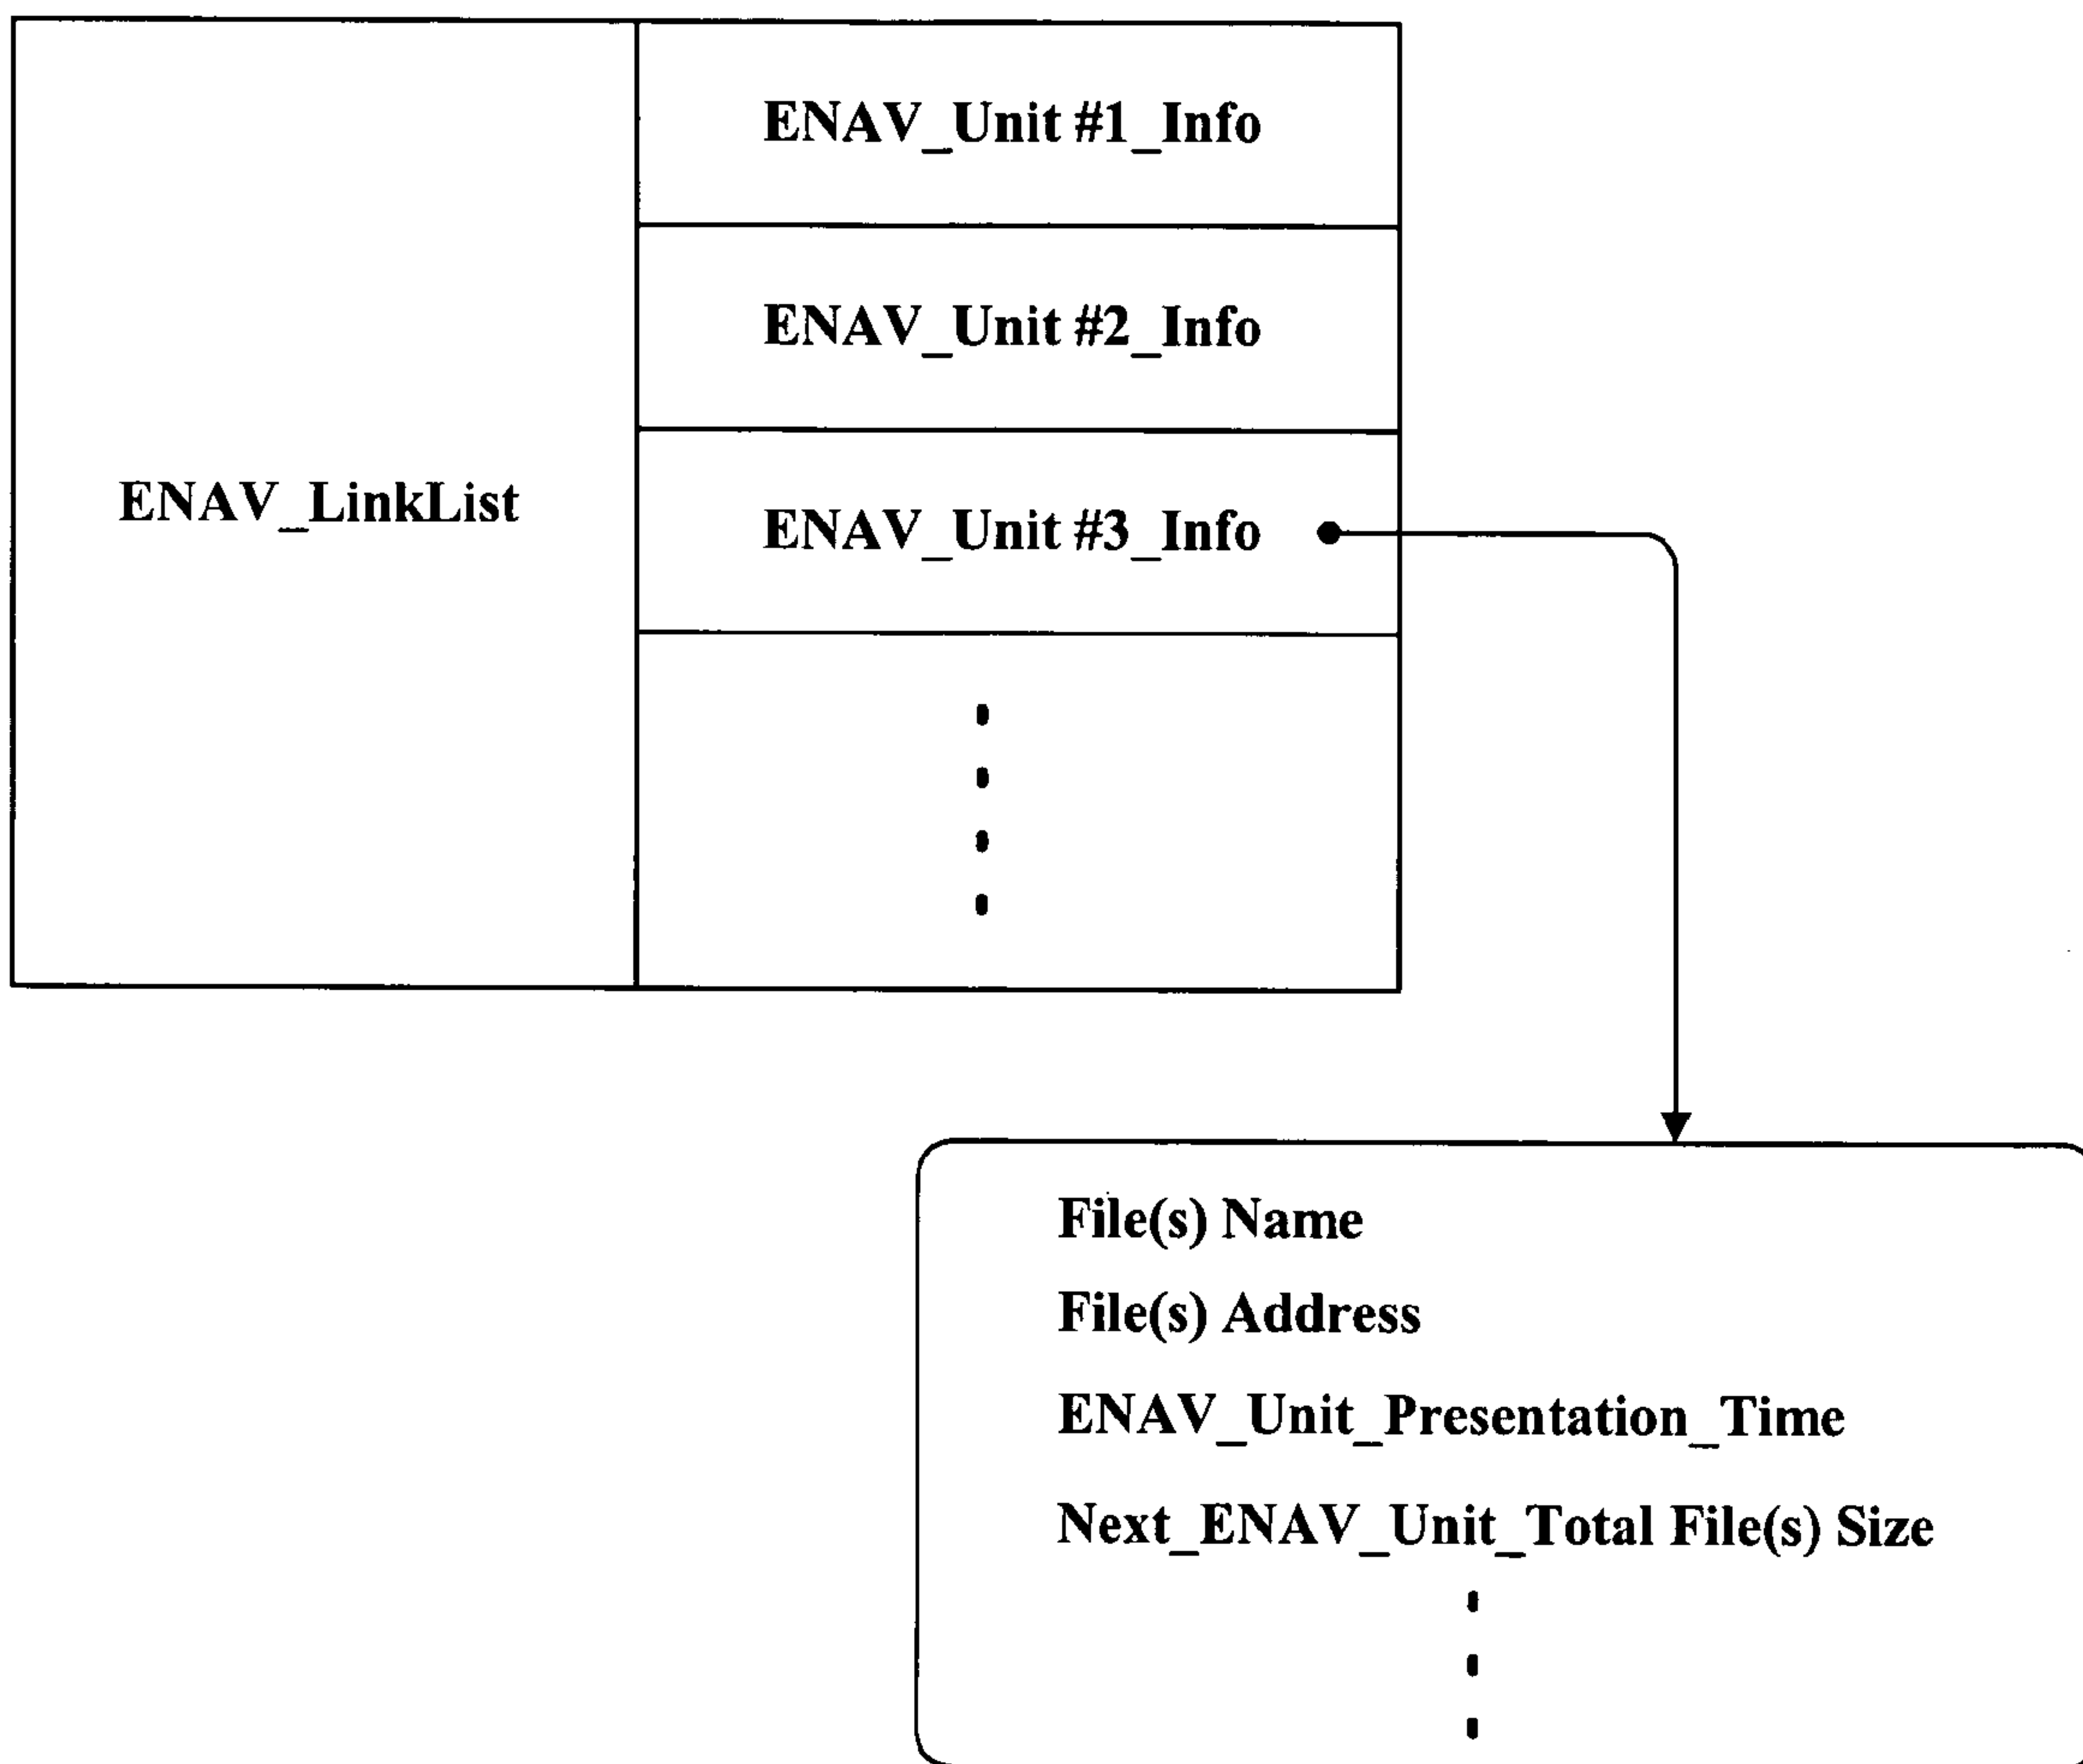 ENAV_Unit #1_Info
ENAV_Unit #2_Info
ENAV_LinkList
ENAV_Unit #3_Info
File(s) Name
File(s) Address
ENAV_Unit_Presentation_Time
Next_ENAV_Unit_Total File(s) Size